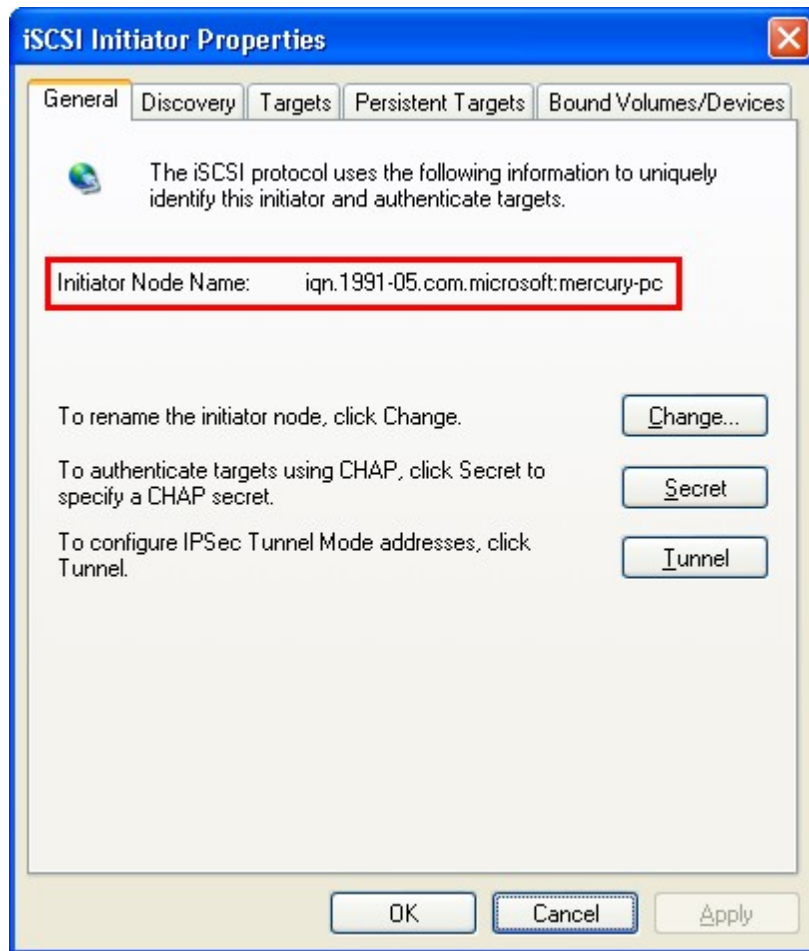 iSCSI Initiator Properties
General Discovery Targets Persistent Targets Bound Volumes/Devices
The iSCSI protocol uses the following information to uniquely
identify this initiator and authenticate targets.
Initiator Node Name: iqn.1991-05.com.microsoft:mercury-pc
To rename the initiator node, click Change.
Change...
To authenticate targets using CHAP, click Secret to
specify a CHAP secret.
Secret
To configure IPSec Tunnel Mode addresses, click
Tunnel.
Tunnel
OK Cancel Apply